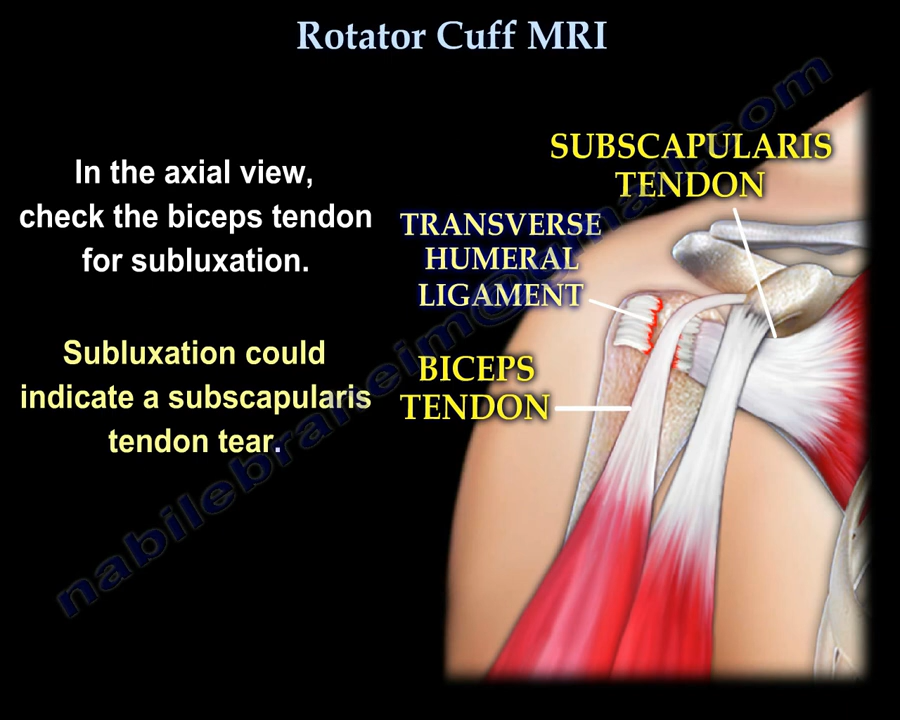 Rotator Cuff MRI
In the axial view,
check the biceps tendon
for subluxation.
Subluxation could
indicate a subscapularis
tendon tear.
SUBSCAPULARIS
TENDON
TRANSVERSE
HUMERAL
LIGAMENT
BICEPS
TENDON
nabilebraheim@gmail.com